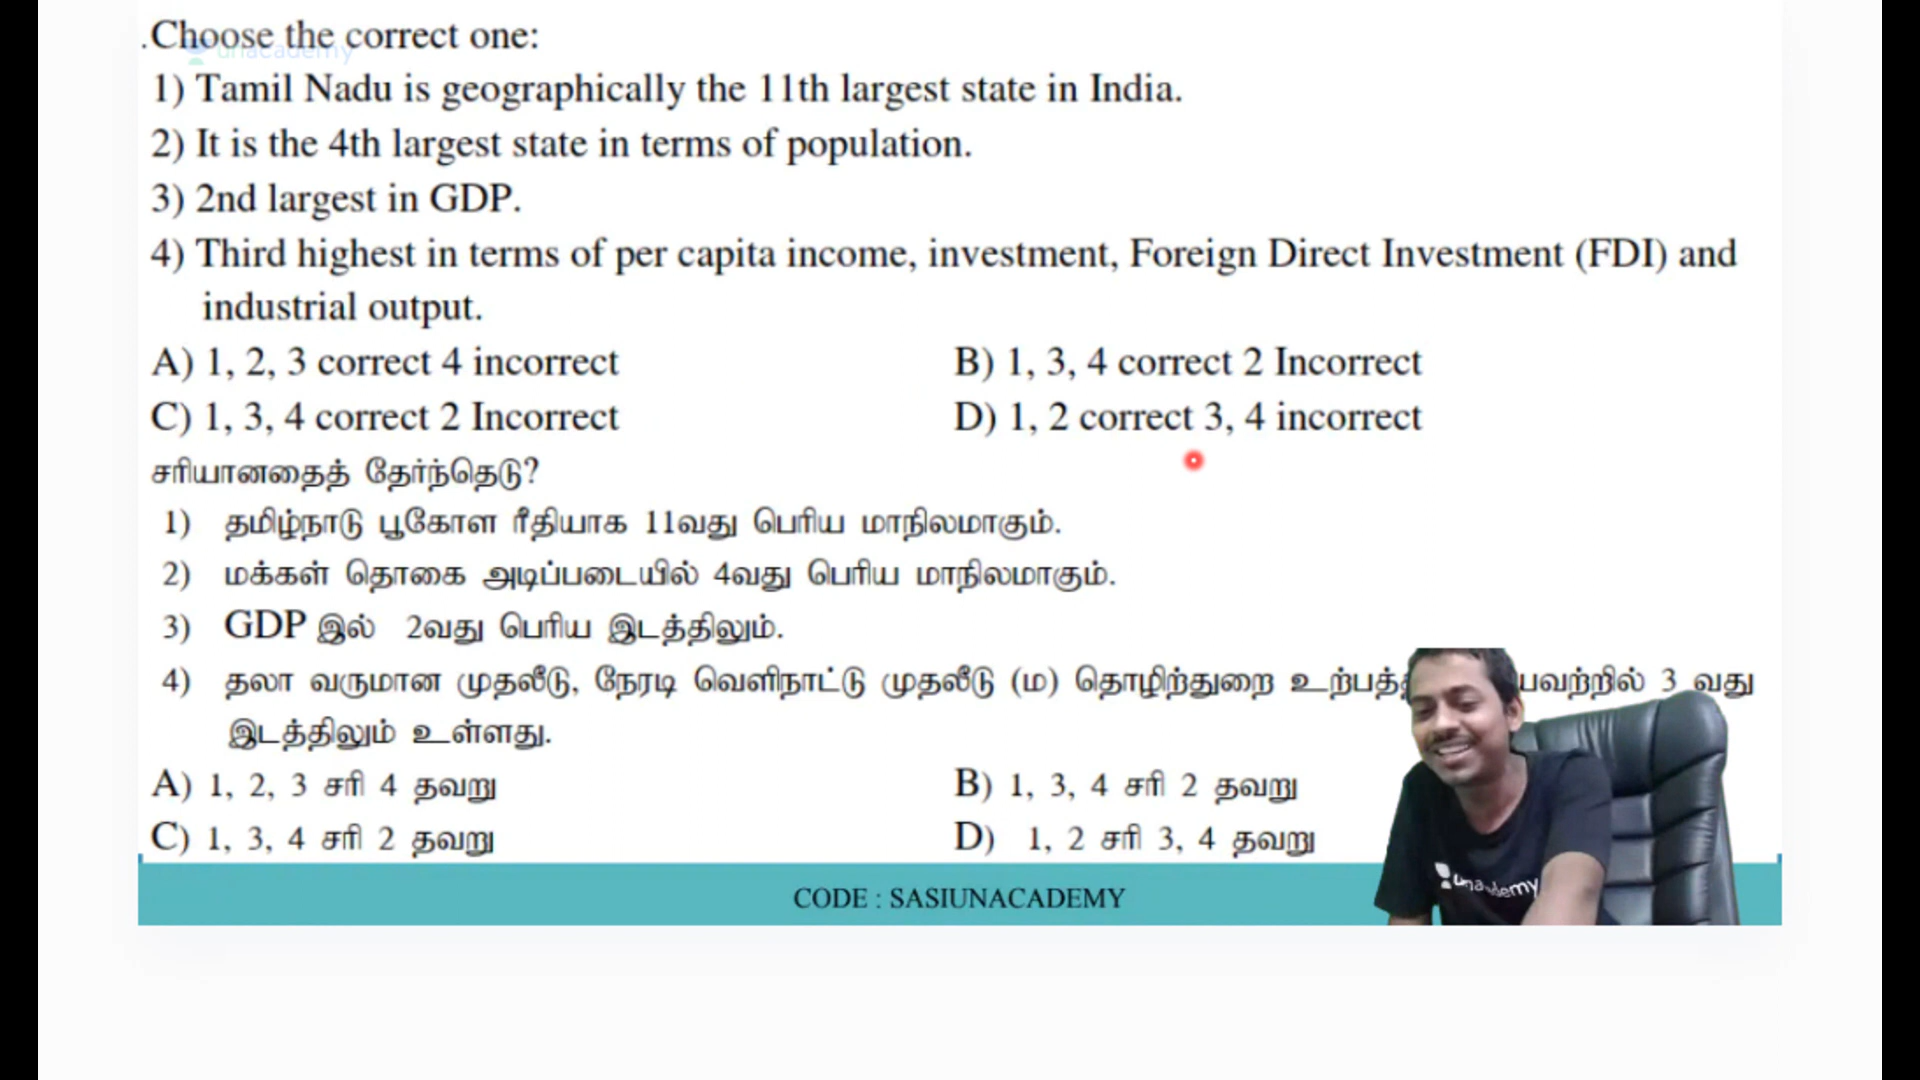 .Choose the correct one:
unacademy
1) Tamil Nadu is geographically the 11th largest state in India.
2) It is the 4th largest state in terms of population.
3) 2nd largest in GDP.
4) Third highest in terms of per capita income, investment, Foreign Direct Investment (FDI) and
industrial output.
A) 1, 2, 3 correct 4 incorrect B) 1, 3, 4 correct 2 Incorrect
C) 1, 3, 4 correct 2 Incorrect D) 1, 2 correct 3, 4 incorrect
சரியானதைத் தேர்ந்தெடு?
1) தமிழ்நாடு பூகோள ரீதியாக 11வது பெரிய மாநிலமாகும்.
2) மக்கள் தொகை அடிப்படையில் 4வது பெரிய மாநிலமாகும்.
3) GDP இல் 2வது பெரிய இடத்திலும்.
4) தலா வருமான முதலீடு, நேரடி வெளிநாட்டு முதலீடு (ம) தொழிற்துறை 3 வது
இடத்திலும் உள்ளது.
A) 1, 2, 3 சரி 4 தவறு B) 1, 3, 4 சரி 2 தவறு
C) 1, 3, 4 சரி 2 தவறு D) 1, 2 சரி 3, 4 தவறு
unacademy
CODE : SASIUNACADEMY